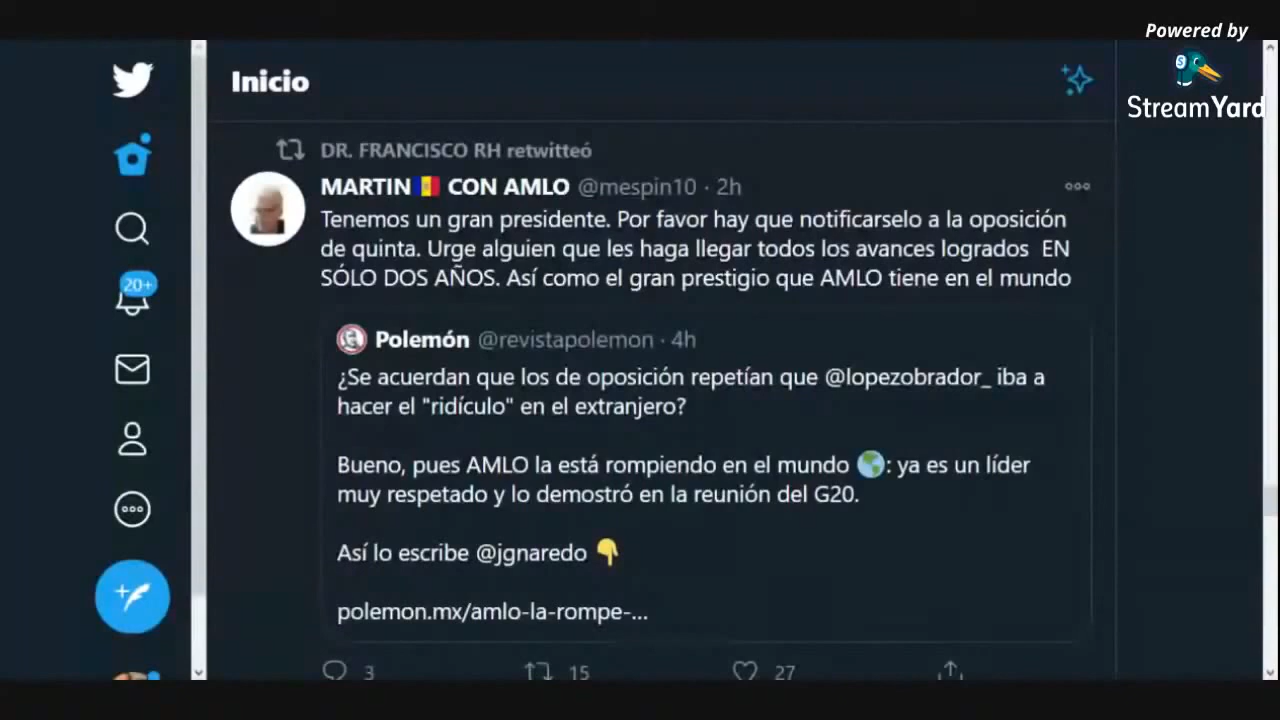 Powered by
StreamYard
Inicio
DR. FRANCISCO RH retwitteó
MARTIN🇲🇩 CON AMLO @mespin10 · 2h
Tenemos un gran presidente. Por favor hay que notificarselo a la oposición
de quinta. Urge alguien que les haga llegar todos los avances logrados EN
SÓLO DOS AÑOS. Así como el gran prestigio que AMLO tiene en el mundo
Polemón @revistapolemon · 4h
¿Se acuerdan que los de oposición repetían que @lopezobrador_ iba a
hacer el "ridículo" en el extranjero?
Bueno, pues AMLO la está rompiendo en el mundo 🌎: ya es un líder
muy respetado y lo demostró en la reunión del G20.
Así lo escribe @jgnaredo 👇
polemon.mx/amlo-la-rompe-...
20+
3
15
27